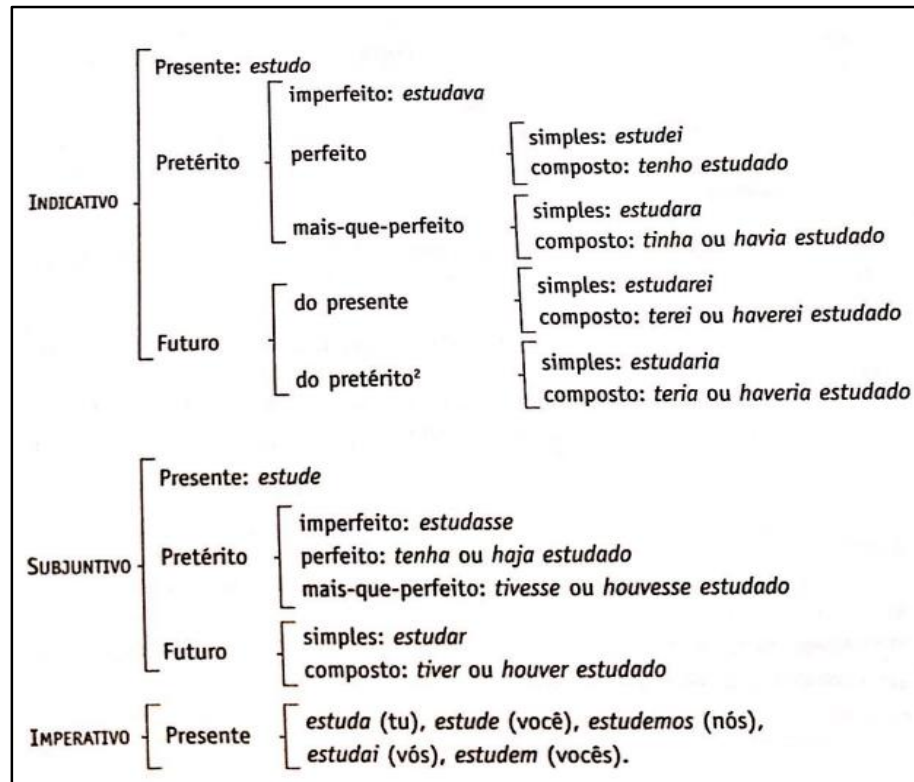 Presente: estudo
imperfeito: estudava
Pretérito
perfeito
simples: estudei
composto: tenho estudado
INDICATIVO
mais-que-perfeito
simples: estudara
composto: tinha ou havia estudado
Futuro
do presente
simples: estudarei
composto: terei ou haverei estudado
do pretérito²
simples: estudaria
composto: teria ou haveria estudado
Presente: estude
SUBJUNTIVO
Pretérito
imperfeito: estudasse
perfeito: tenha ou haja estudado
mais-que-perfeito: tivesse ou houvesse estudado
Futuro
simples: estudar
composto: tiver ou houver estudado
IMPERATIVO
Presente
estuda (tu), estude (você), estudemos (nós),
estudai (vós), estudem (vocês).